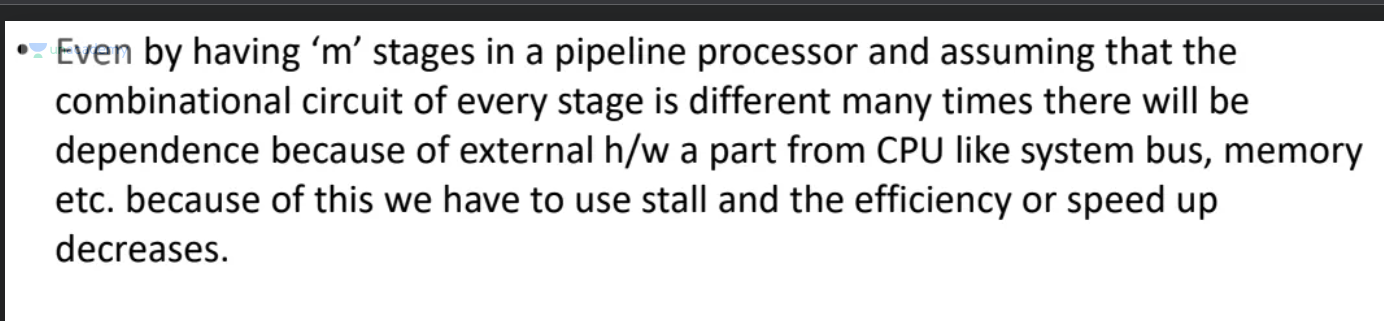 • Even by having ‘m’ stages in a pipeline processor and assuming that the
combinational circuit of every stage is different many times there will be
dependence because of external h/w a part from CPU like system bus, memory
etc. because of this we have to use stall and the efficiency or speed up
decreases.